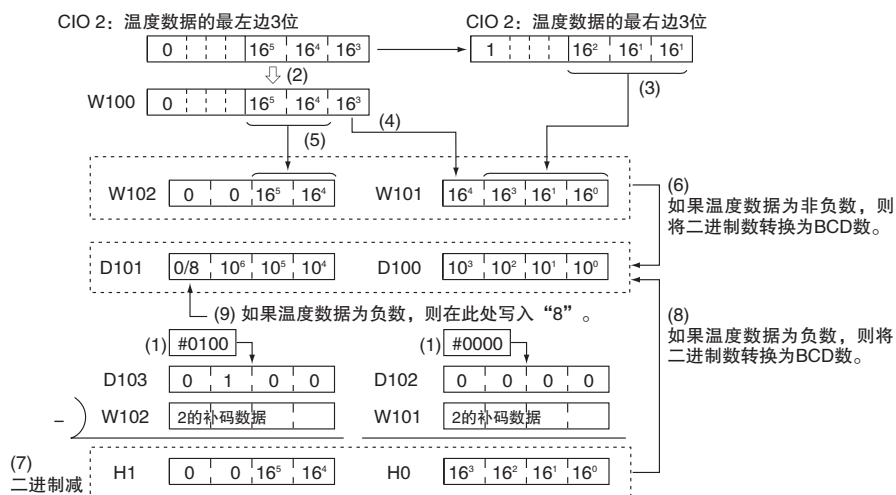 CIO 2：温度数据的最左边3位 CIO 2：温度数据的最右边3位
0 16⁵ 16⁴ 16³ 1 16² 16¹ 16¹
(2) (3)
W100 0 16⁵ 16⁴ 16³
(4)
(5)
W102 0 0 16⁵ 16⁴ W101 16⁴ 16³ 16¹ 16⁰
(6)
如果温度数据为非负数，则
将二进制数转换为BCD数。
D101 0/8 10⁶ 10⁵ 10⁴ D100 10³ 10² 10¹ 10⁰
(9) 如果温度数据为负数，则在此处写入“8”。
(8)
如果温度数据为负数，则将
二进制数转换为BCD数。
(1) #0100 (1) #0000
D103 0 1 0 0 D102 0 0 0 0
– W102 2的补码数据 W101 2的补码数据
(7)
二进制减
H1 0 0 16⁵ 16⁴ H0 16³ 16² 16¹ 16⁰